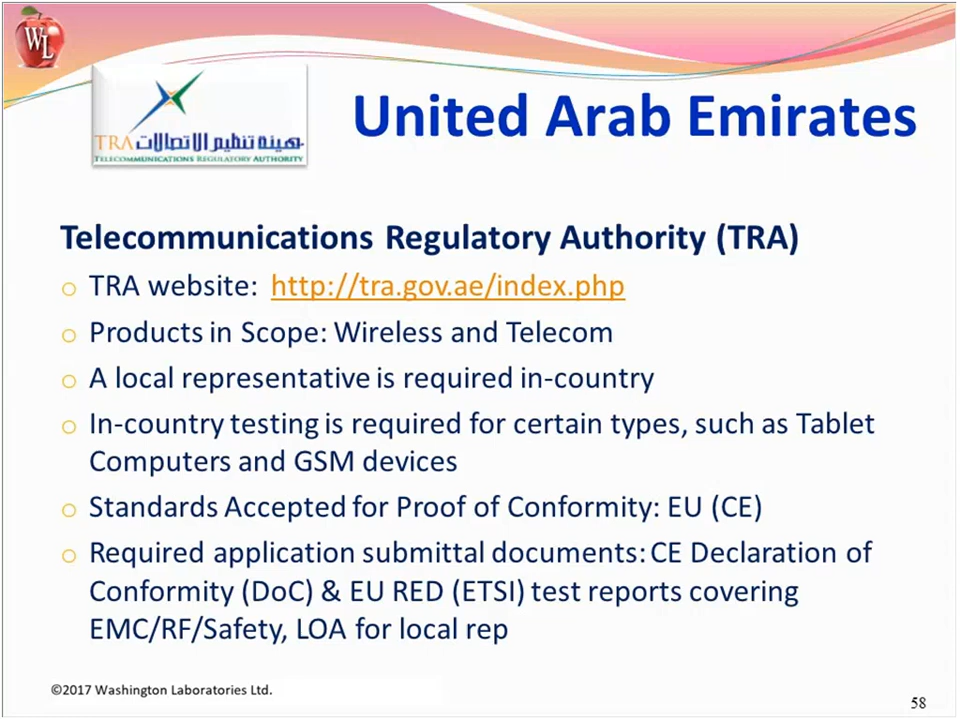 WL
United Arab Emirates
TRA هيئة تنظيم الاتصالات
TELECOMMUNICATIONS REGULATORY AUTHORITY
Telecommunications Regulatory Authority (TRA)
o TRA website: http://tra.gov.ae/index.php
o Products in Scope: Wireless and Telecom
o A local representative is required in-country
o In-country testing is required for certain types, such as Tablet
Computers and GSM devices
o Standards Accepted for Proof of Conformity: EU (CE)
o Required application submittal documents: CE Declaration of
Conformity (DoC) & EU RED (ETSI) test reports covering
EMC/RF/Safety, LOA for local rep
©2017 Washington Laboratories Ltd.
58